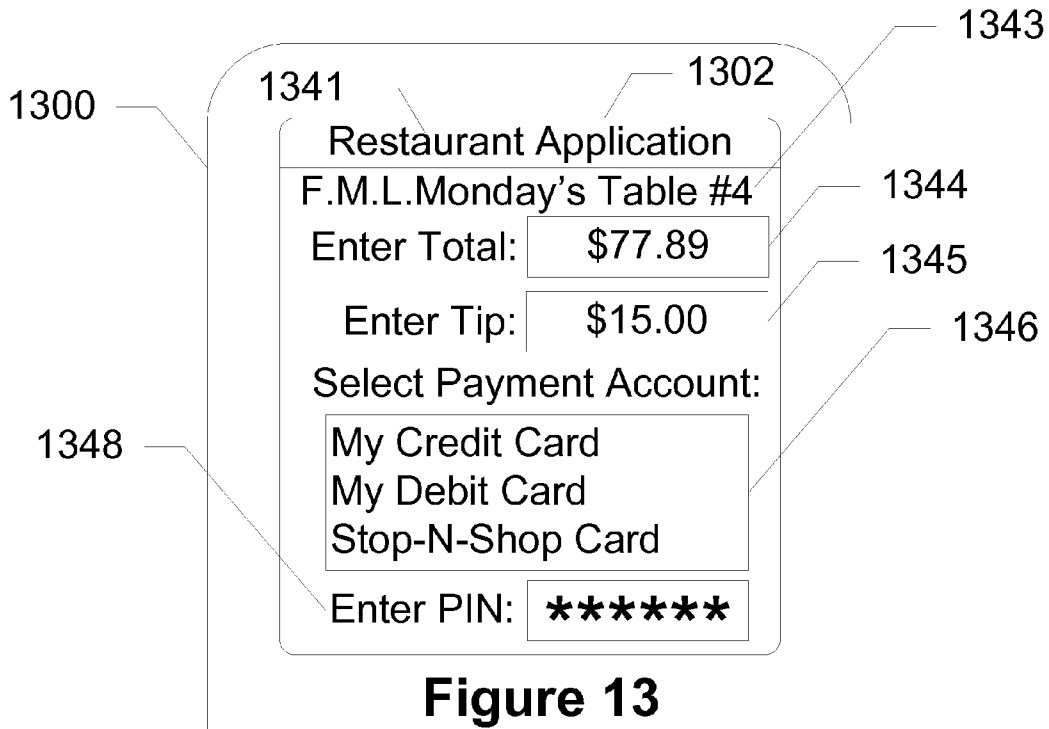 1343
1341
1302
1300
Restaurant Application
F.M.L.Monday's Table #4
1344
Enter Total: $77.89
1345
Enter Tip: $15.00
1346
Select Payment Account:
1348
My Credit Card
My Debit Card
Stop-N-Shop Card
Enter PIN: ******
Figure 13